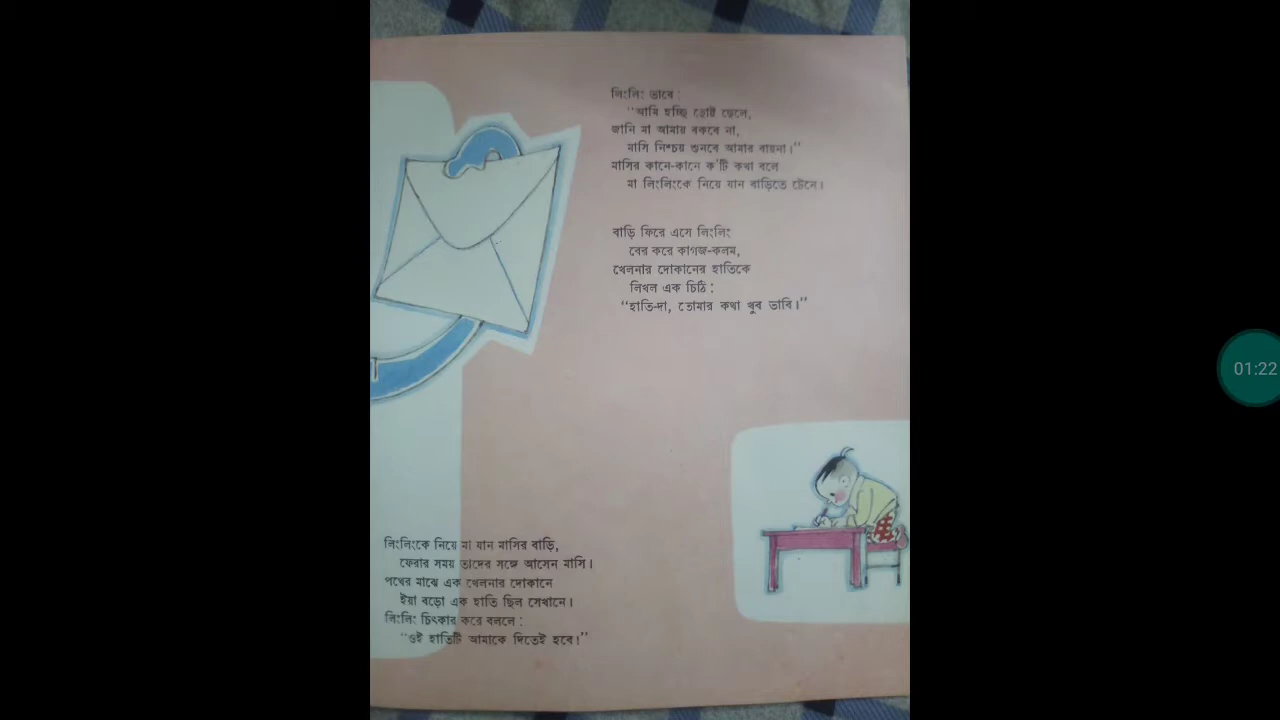 লিংলিং ভাবে :
“আমি হচ্ছি ছোট্ট ছেলে,
জানি মা আমায় বকবে না,
মাসি নিশ্চয় শুনবে আমার বায়না।”
মাসির কানে-কানে ক'টি কথা বলে
মা লিংলিংকে নিয়ে যান বাড়িতে টেনে।
বাড়ি ফিরে এসে লিংলিং
বের করে কাগজ-কলম,
খেলনার দোকানের হাতিকে
লিখল এক চিঠি :
“হাতি-দা, তোমার কথা খুব ভাবি।”
লিংলিংকে নিয়ে মা যান মাসির বাড়ি,
ফেরার সময় তাদের সঙ্গে আসেন মাসি।
পথের মাঝে এক খেলনার দোকানে
ইয়া বড়ো এক হাতি ছিল সেখানে।
লিংলিং চিৎকার করে বললে :
“ওই হাতিটি আমাকে দিতেই হবে!”
01:22